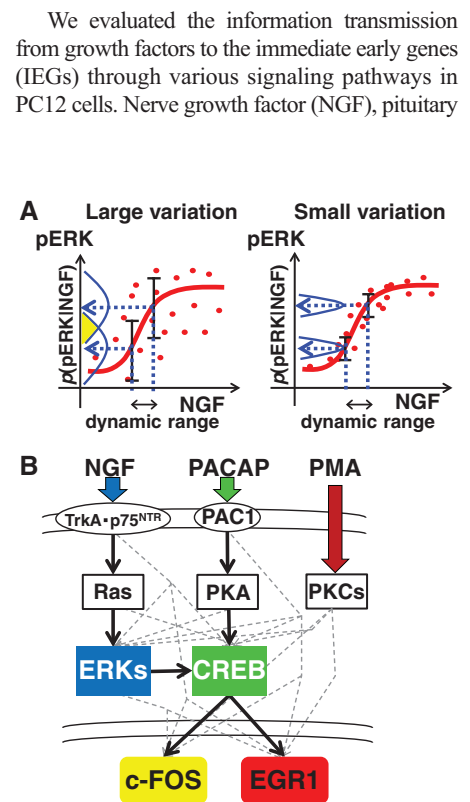 We evaluated the information transmission
from growth factors to the immediate early genes
(IEGs) through various signaling pathways in
PC12 cells. Nerve growth factor (NGF), pituitary
A
Large variation Small variation
pERK pERK
p(pERK|NGF) p(pERK|NGF)
NGF NGF
dynamic range dynamic range
B
NGF PACAP PMA
TrkA·p75NTR PAC1
Ras PKA PKCs
ERKs CREB
c-FOS EGR1